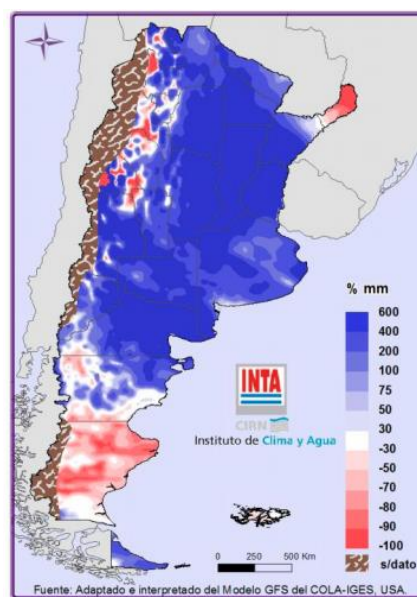 % mm
600
400
200
100
75
50
30
-30
-50
-70
-80
-90
-100
s/dato
INTA
CIRN
Instituto de Clima y Agua
0 250 500 Km
Fuente: Adaptado e interpretado del Modelo GFS del COLA-IGES, USA.